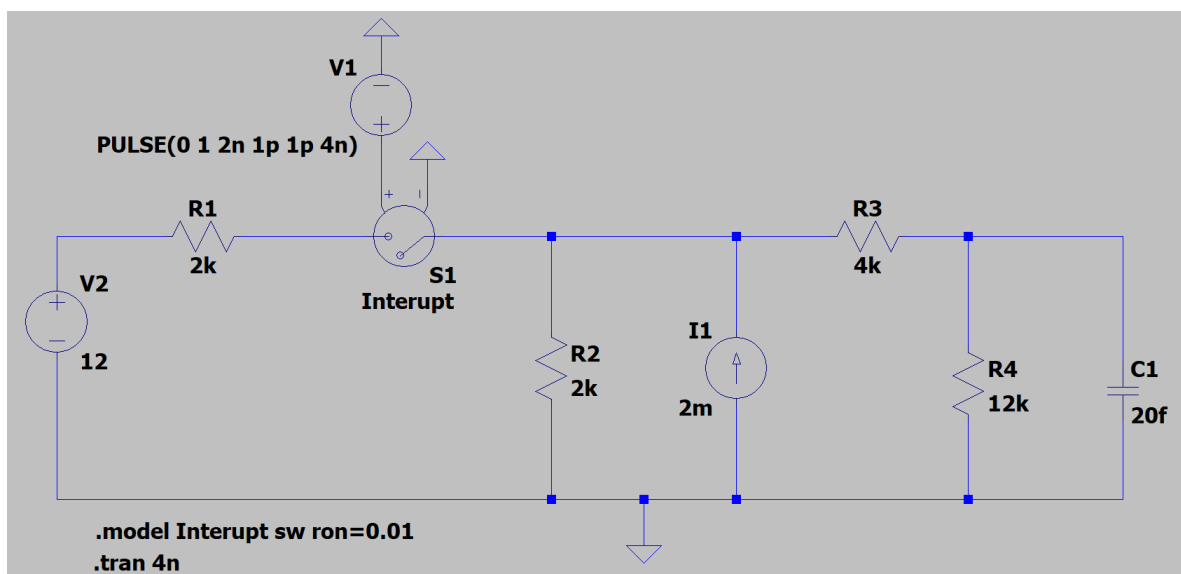 V1
PULSE(0 1 2n 1p 1p 4n)
R1
2k
S1
Interupt
V2
12
R2
2k
I1
2m
R3
4k
R4
12k
C1
20f
.model Interupt sw ron=0.01
.tran 4n